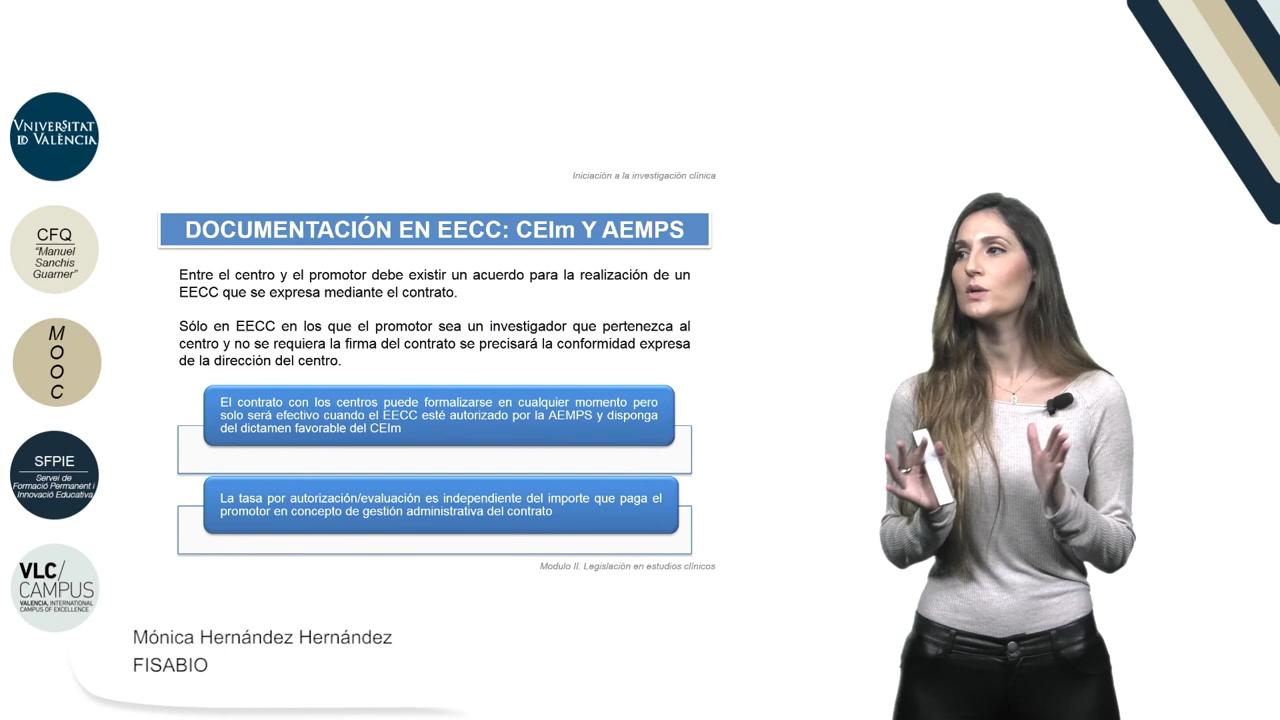 VNIVERSITAT
ID VALÈNCIA
CFQ
“Manuel
Sanchis
Guarner”
M
O
O
C
SFPIE
Servei de
Formació Permanent i
Innovació Educativa
VLC/
CAMPUS
VALENCIA, INTERNATIONAL
CAMPUS OF EXCELLENCE
Iniciación a la investigación clínica
DOCUMENTACIÓN EN EECC: CEIm Y AEMPS
Entre el centro y el promotor debe existir un acuerdo para la realización de un
EECC que se expresa mediante el contrato.
Sólo en EECC en los que el promotor sea un investigador que pertenezca al
centro y no se requiera la firma del contrato se precisará la conformidad expresa
de la dirección del centro.
El contrato con los centros puede formalizarse en cualquier momento pero
solo será efectivo cuando el EECC esté autorizado por la AEMPS y disponga
del dictamen favorable del CEIm
La tasa por autorización/evaluación es independiente del importe que paga el
promotor en concepto de gestión administrativa del contrato
Modulo II. Legislación en estudios clínicos
Mónica Hernández Hernández
FISABIO